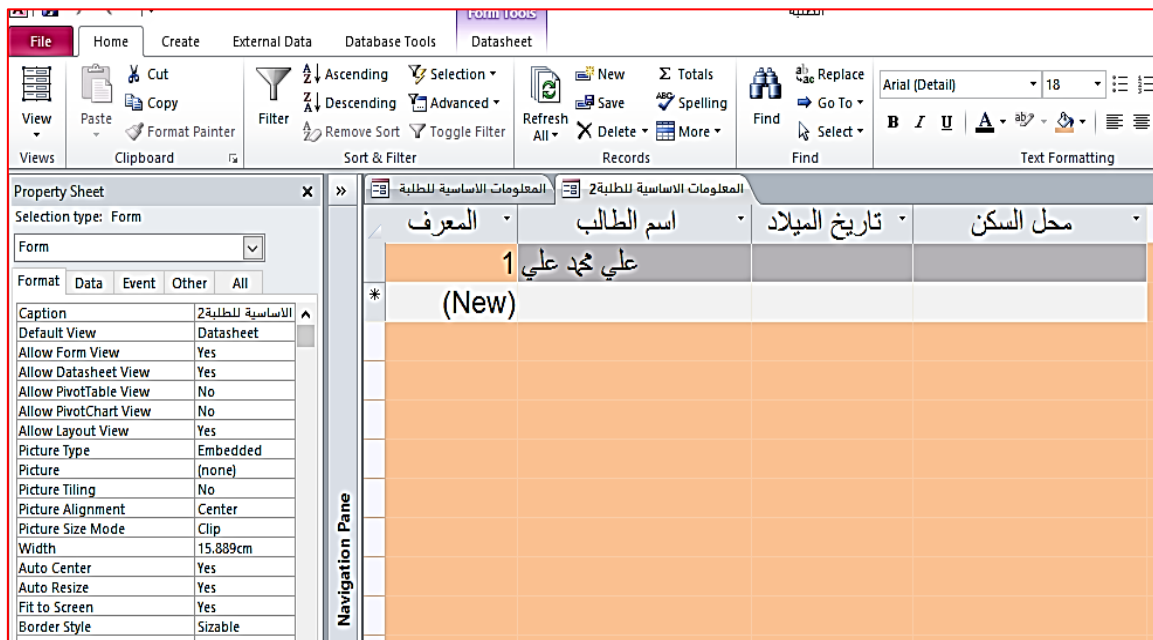 Form Tools
الطلبة
File Home Create External Data Database Tools Datasheet
View
Views
Paste
Cut
Copy
Format Painter
Clipboard
Filter
Ascending
Descending
Remove Sort
Selection
Advanced
Toggle Filter
Sort & Filter
Refresh All
New
Save
Delete
Totals
Spelling
More
Records
Find
Replace
Go To
Select
Find
Arial (Detail) 18
B I U A
Text Formatting
Property Sheet
Selection type: Form
Form
Format Data Event Other All
Caption الاساسية للطلبة2
Default View Datasheet
Allow Form View Yes
Allow Datasheet View Yes
Allow PivotTable View No
Allow PivotChart View No
Allow Layout View Yes
Picture Type Embedded
Picture (none)
Picture Tiling No
Picture Alignment Center
Picture Size Mode Clip
Width 15.889cm
Auto Center Yes
Auto Resize Yes
Fit to Screen Yes
Border Style Sizable
Navigation Pane
المعلومات الاساسية للطلبة
المعلومات الاساسية للطلبة2
المعرف اسم الطالب تاريخ الميلاد محل السكن
1 علي محمد علي
(New)